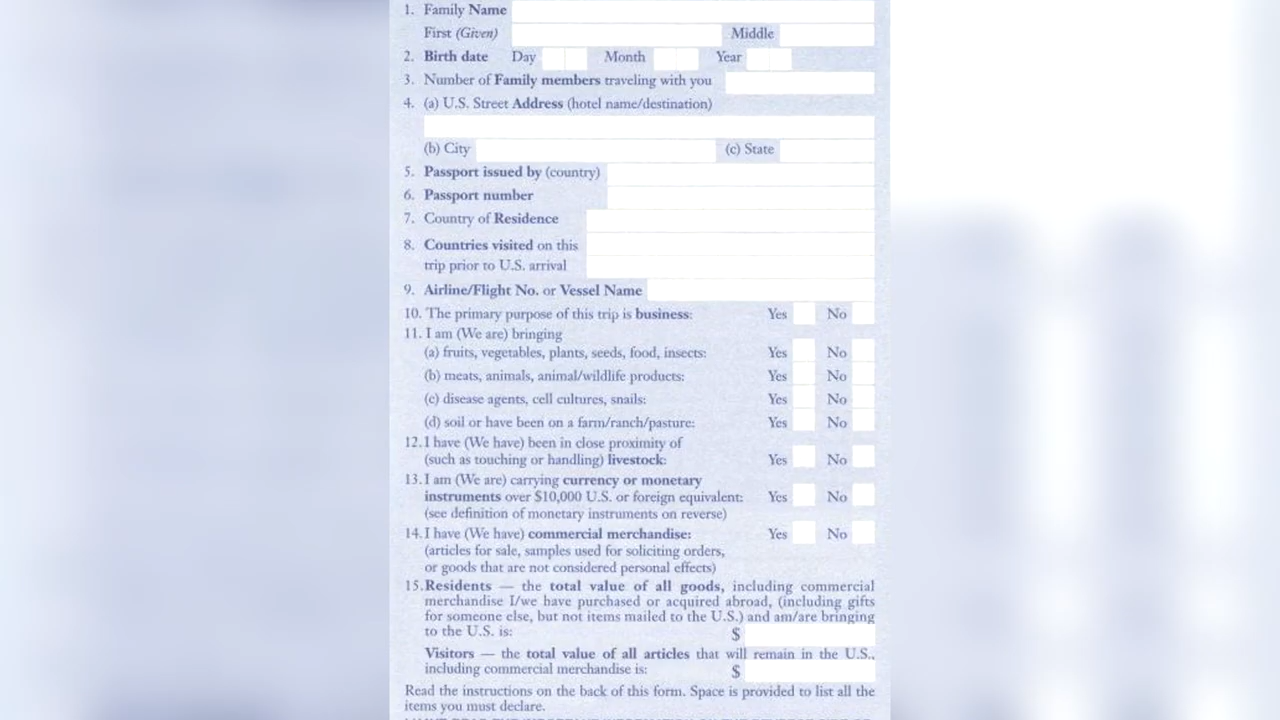 1. Family Name
First (Given) Middle
2. Birth date Day Month Year
3. Number of Family members traveling with you
4. (a) U.S. Street Address (hotel name/destination)
(b) City (c) State
5. Passport issued by (country)
6. Passport number
7. Country of Residence
8. Countries visited on this
trip prior to U.S. arrival
9. Airline/Flight No. or Vessel Name
10. The primary purpose of this trip is business: Yes No
11. I am (We are) bringing
(a) fruits, vegetables, plants, seeds, food, insects: Yes No
(b) meats, animals, animal/wildlife products: Yes No
(c) disease agents, cell cultures, snails: Yes No
(d) soil or have been on a farm/ranch/pasture: Yes No
12. I have (We have) been in close proximity of
(such as touching or handling) livestock: Yes No
13. I am (We are) carrying currency or monetary
instruments over $10,000 U.S. or foreign equivalent: Yes No
(see definition of monetary instruments on reverse)
14. I have (We have) commercial merchandise: Yes No
(articles for sale, samples used for soliciting orders,
or goods that are not considered personal effects)
15. Residents — the total value of all goods, including commercial
merchandise I/we have purchased or acquired abroad, (including gifts
for someone else, but not items mailed to the U.S.) and am/are bringing
to the U.S. is: $
Visitors — the total value of all articles that will remain in the U.S.,
including commercial merchandise is: $
Read the instructions on the back of this form. Space is provided to list all the
items you must declare.